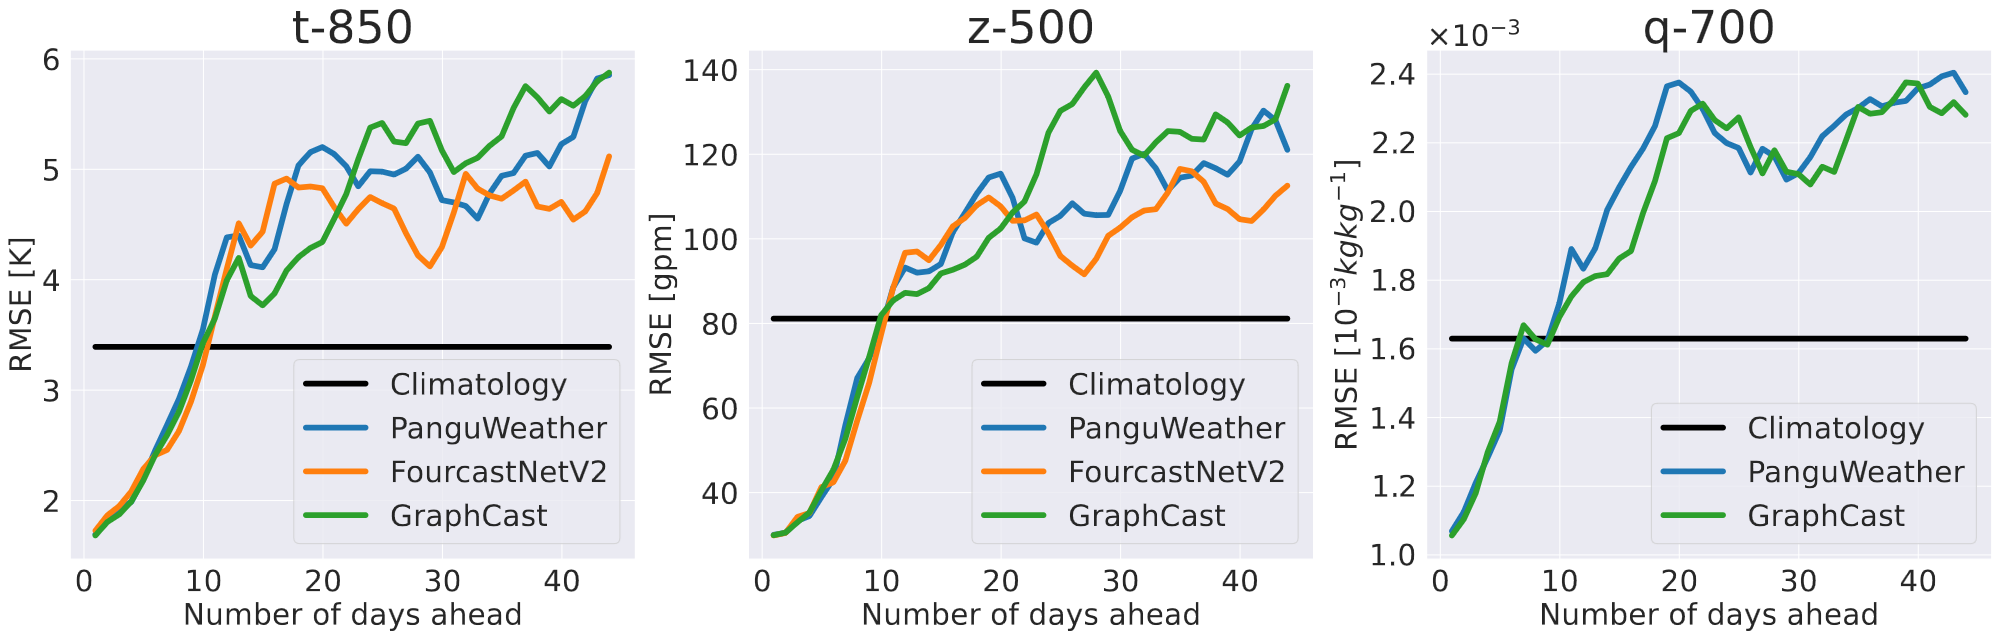 t-850
6
5
4
3
2
RMSE [K]
Climatology
PanguWeather
FourcastNetV2
GraphCast
0 10 20 30 40
Number of days ahead
z-500
140
120
100
80
60
40
RMSE [gpm]
Climatology
PanguWeather
FourcastNetV2
GraphCast
0 10 20 30 40
Number of days ahead
q-700
×10⁻³
2.4
2.2
2.0
1.8
1.6
1.4
1.2
1.0
RMSE [10⁻³kgkg⁻¹]
Climatology
PanguWeather
GraphCast
0 10 20 30 40
Number of days ahead